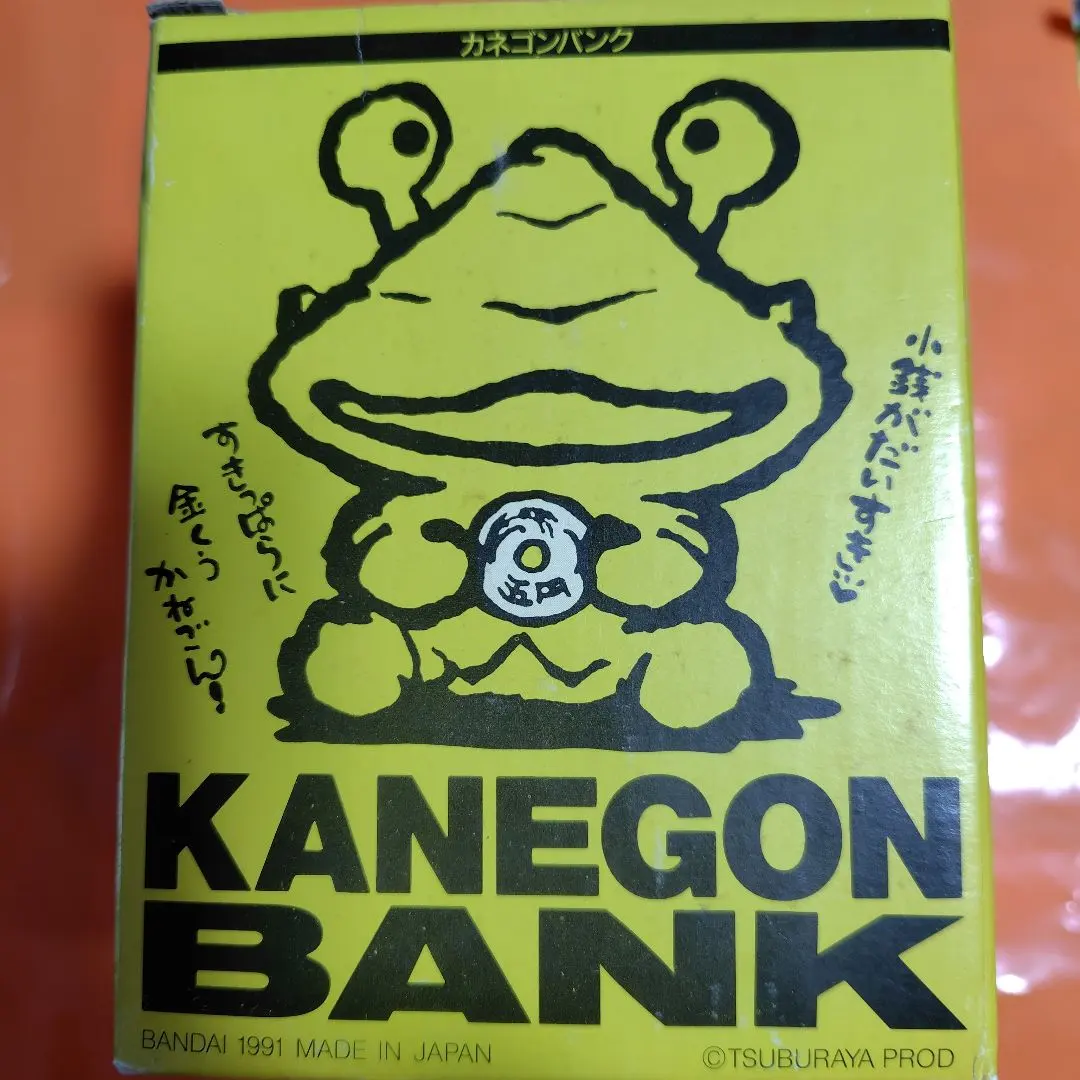 カネゴンバンク
小銭がだいすき…♥
すきっぱらに
金くう
かねごん!
五円
KANEGON
BANK
BANDAI 1991 MADE IN JAPAN
©TSUBURAYA PROD